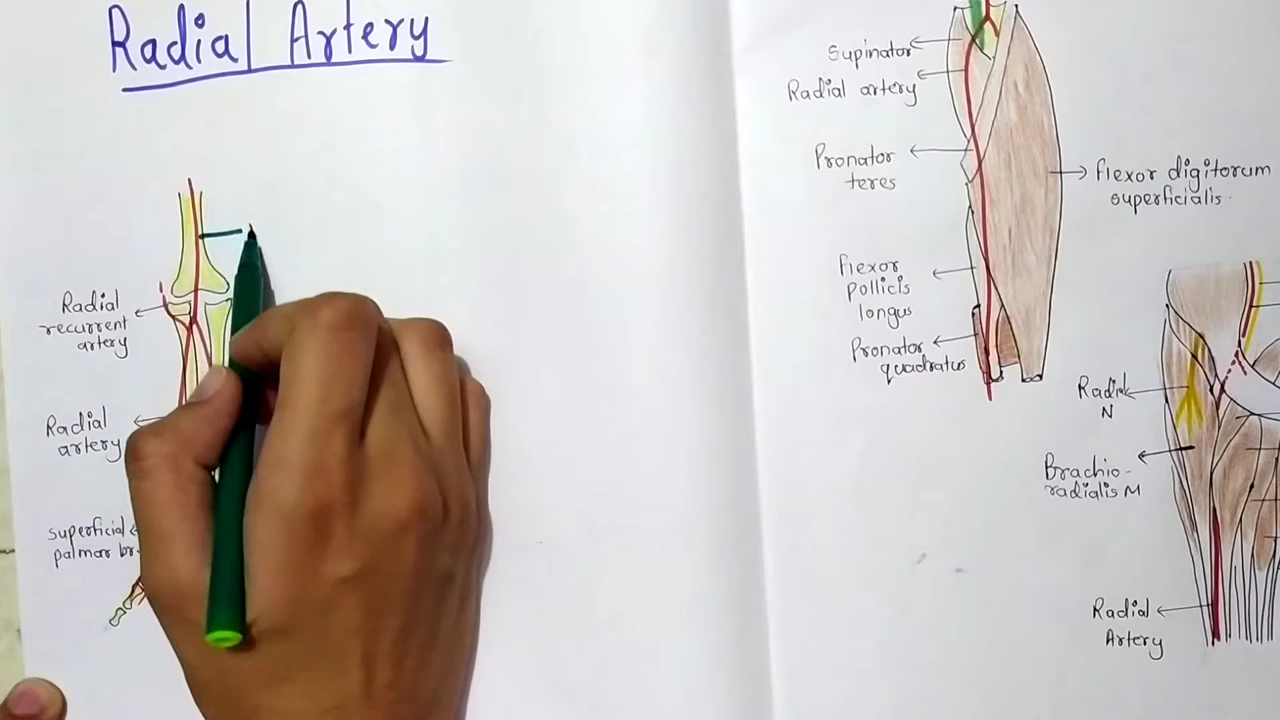 Radial Artery
Radial
recurrent
artery
Radial
artery
superficial
palmar br.
Supinator
Radial artery
Pronator
teres
flexor digitorum
superficialis.
flexor
pollicis
longus
Pronator
quadratus
Radial
N
Brachio-
radialis M
Radial
Artery